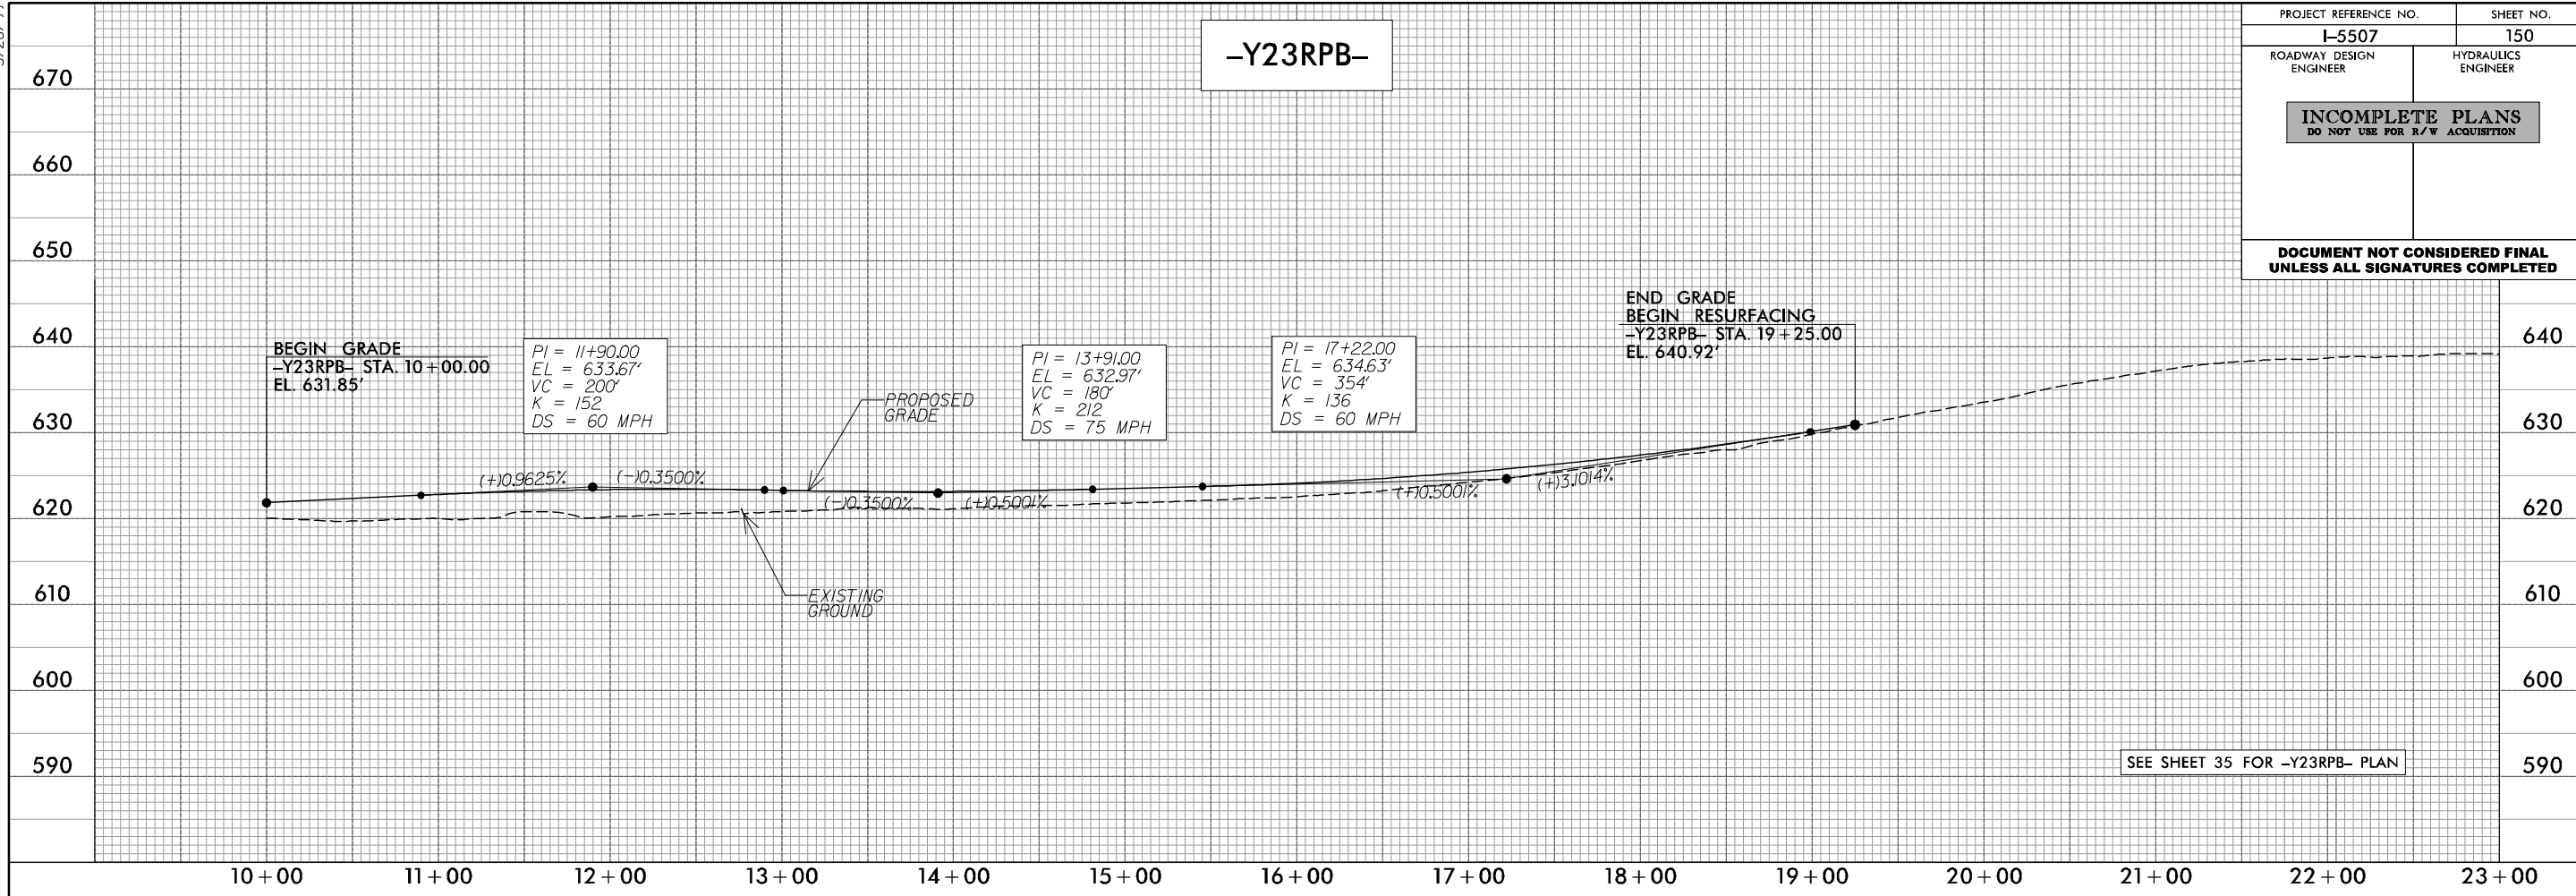 –Y23RPB–
PROJECT REFERENCE NO.
SHEET NO.
I–5507
150
ROADWAY DESIGN
ENGINEER
HYDRAULICS
ENGINEER
INCOMPLETE PLANS
DO NOT USE FOR R/W ACQUISITION
DOCUMENT NOT CONSIDERED FINAL
UNLESS ALL SIGNATURES COMPLETED
670
660
650
640
630
620
610
600
590
BEGIN GRADE
–Y23RPB– STA. 10+00.00
EL. 631.85'
PI = 11+90.00
EL = 633.67'
VC = 200'
K = 152
DS = 60 MPH
PROPOSED
GRADE
PI = 13+91.00
EL = 632.97'
VC = 180'
K = 212
DS = 75 MPH
PI = 17+22.00
EL = 634.63'
VC = 354'
K = 136
DS = 60 MPH
END GRADE
BEGIN RESURFACING
–Y23RPB– STA. 19+25.00
EL. 640.92'
(+)0.9625%
(–)0.3500%
(–)0.3500%
(+)0.5001%
(+)0.5001%
(+)3.1014%
EXISTING
GROUND
640
630
620
610
600
590
SEE SHEET 35 FOR –Y23RPB– PLAN
10+00
11+00
12+00
13+00
14+00
15+00
16+00
17+00
18+00
19+00
20+00
21+00
22+00
23+00